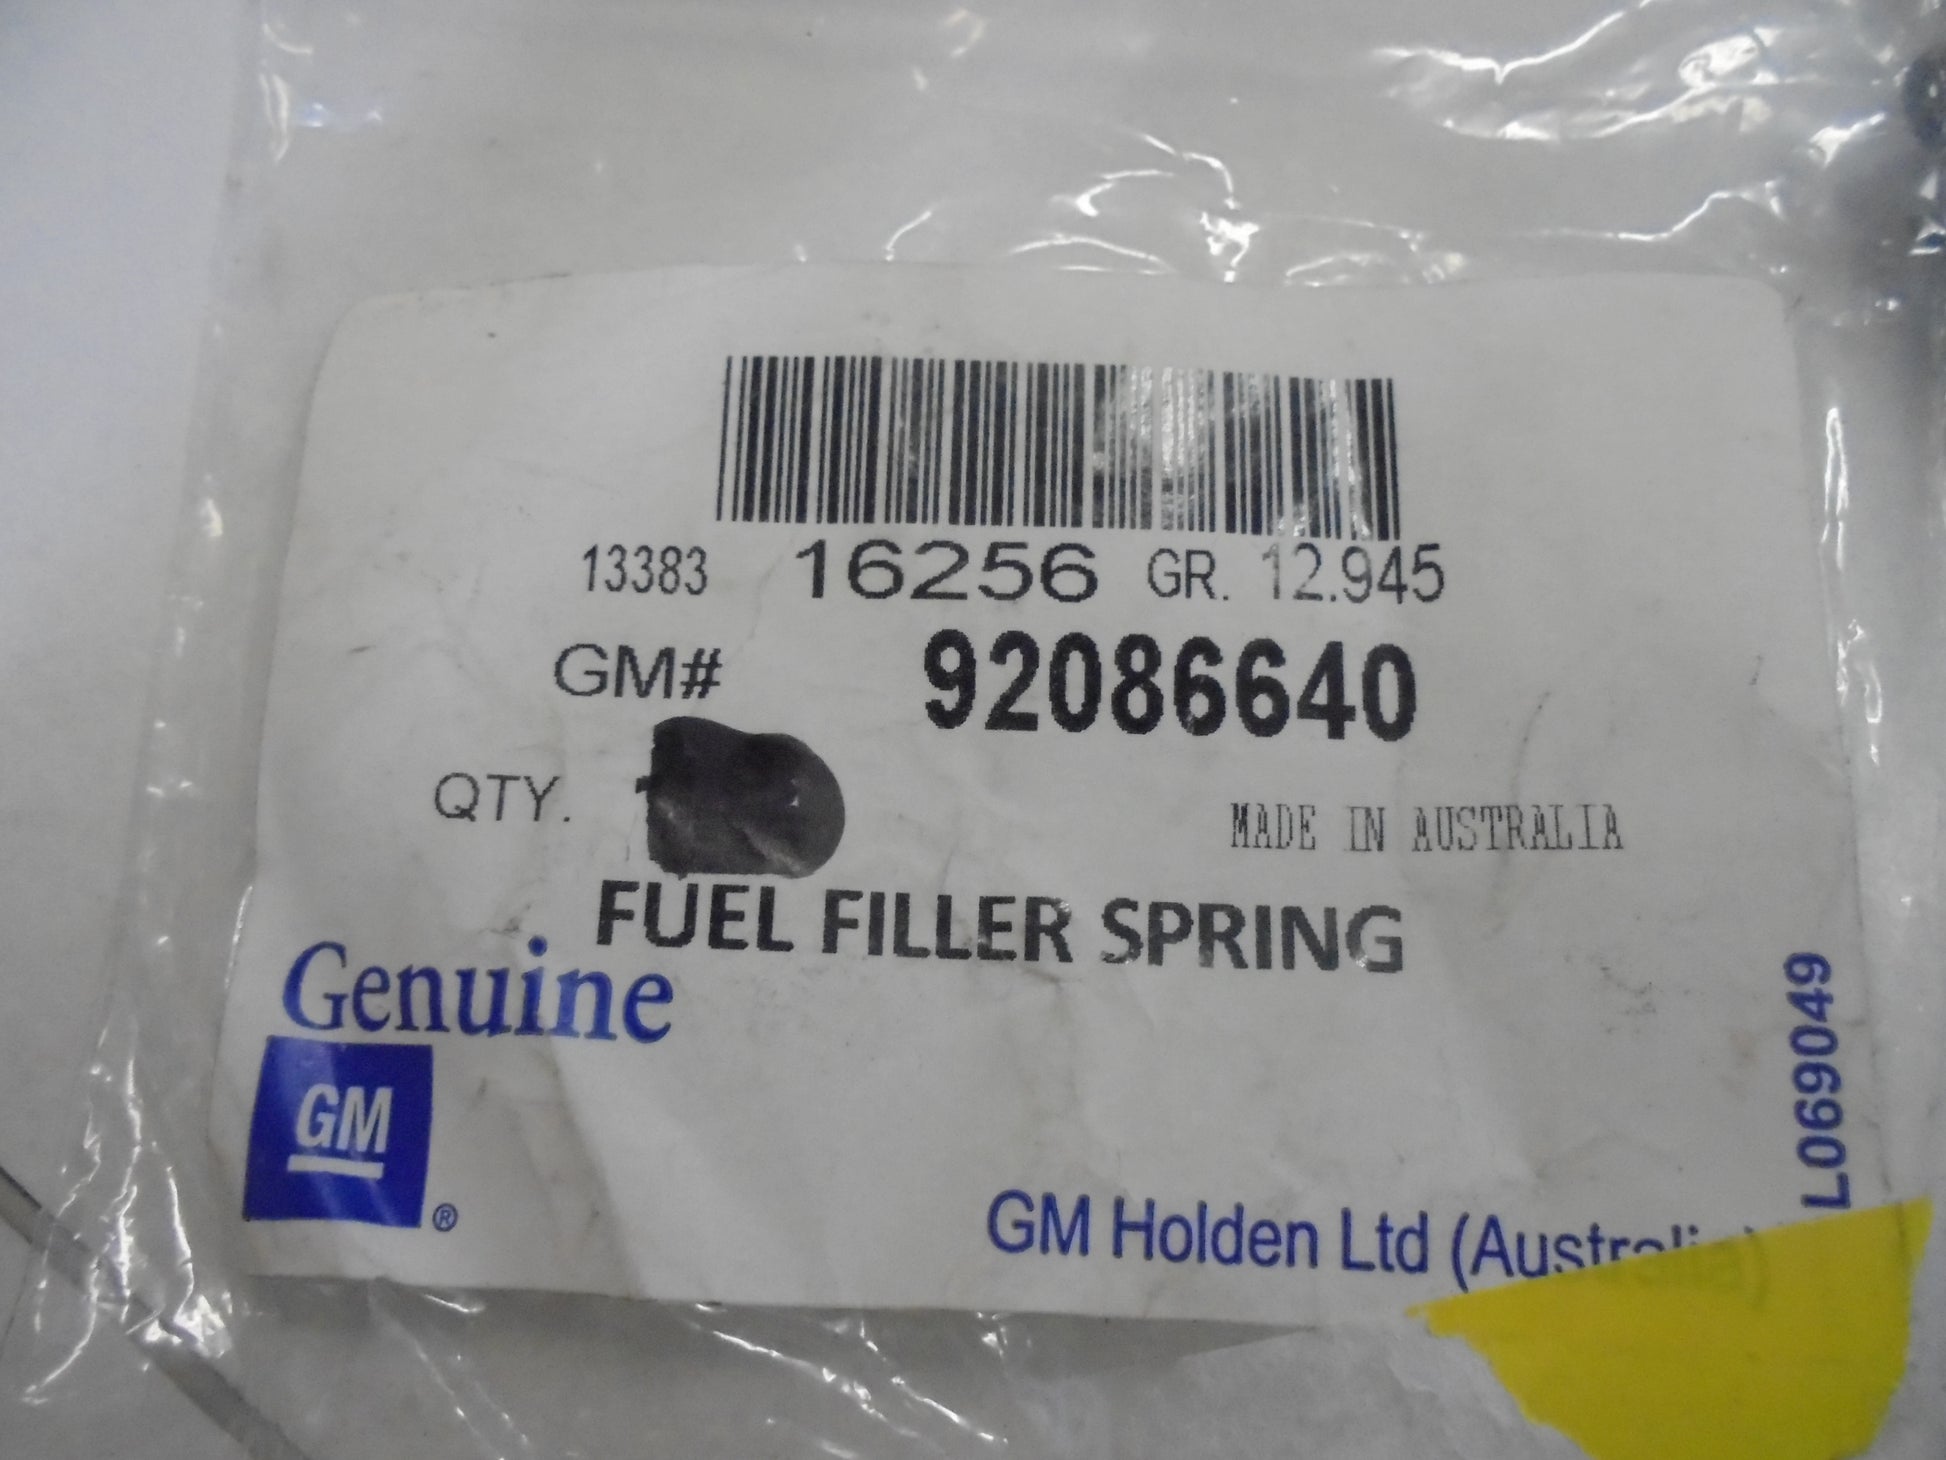 13383 16256 GR. 12.945
GM# 92086640
QTY.
MADE IN AUSTRALIA
FUEL FILLER SPRING
Genuine
GM
®
GM Holden Ltd (Australia)
L069049